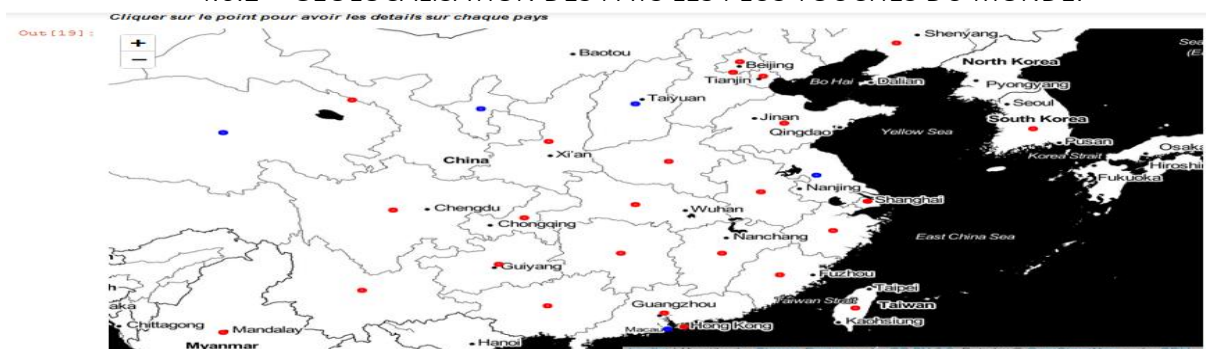 Cliquer sur le point pour avoir les details sur chaque pays
Out[19]:
+
−
Baotou
Shenyang
Beijing
North Korea
Tianjin
Bo Hai
Dalian
Pyongyang
Taiyuan
Seoul
Jinan
South Korea
Qingdao
Yellow Sea
Pusan
Xi'an
Korea Strait
China
Hiroshi
Fukuoka
Nanjing
Chengdu
Wuhan
Shanghai
Chongqing
Nanchang
East China Sea
Guiyang
Fuzhou
Taipei
Guangzhou
Taiwan Strait
Taiwan
Kaohsiung
Macau
Hong Kong
Chittagong
Mandalay
Hanoi
Myanmar